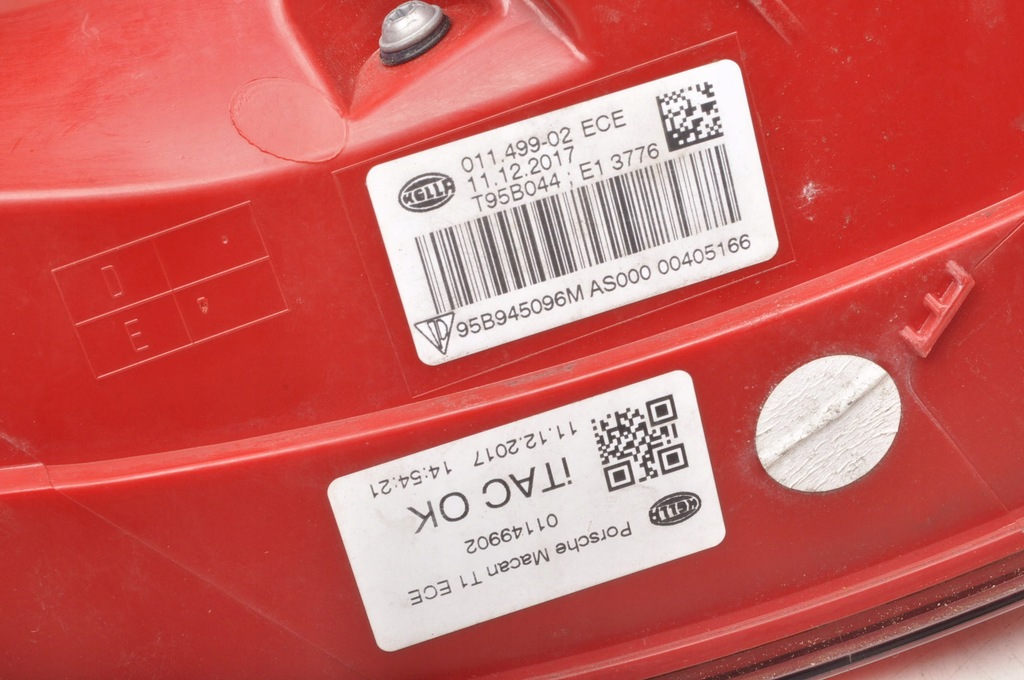 HELLA
011.499-02 ECE
11.12.2017
T95B044 : E1 3776
95B945096M AS000 00405166
D
E
HELLA
Porsche Macan T1 ECE
01149902
iTAC OK
11.12.2017 14:54:21